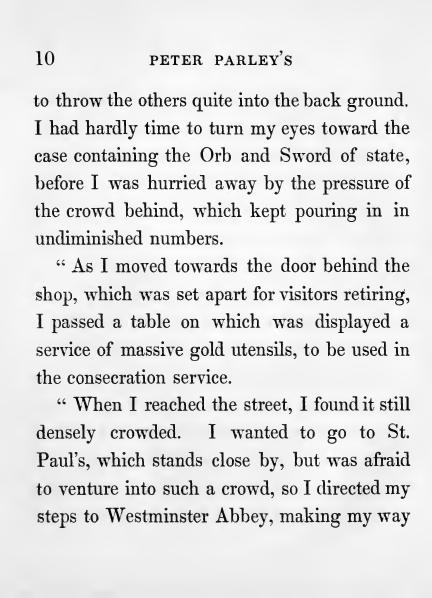 10 PETER PARLEY'S
to throw the others quite into the back ground.
I had hardly time to turn my eyes toward the
case containing the Orb and Sword of state,
before I was hurried away by the pressure of
the crowd behind, which kept pouring in in
undiminished numbers.
“ As I moved towards the door behind the
shop, which was set apart for visitors retiring,
I passed a table on which was displayed a
service of massive gold utensils, to be used in
the consecration service.
“ When I reached the street, I found it still
densely crowded. I wanted to go to St.
Paul's, which stands close by, but was afraid
to venture into such a crowd, so I directed my
steps to Westminster Abbey, making my way